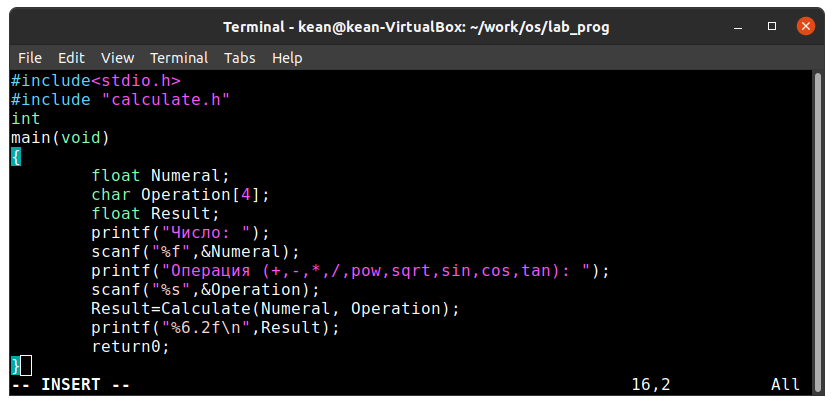 Terminal - kean@kean-VirtualBox: ~/work/os/lab_prog
File Edit View Terminal Tabs Help
#include<stdio.h>
#include "calculate.h"
int
main(void)
{
float Numeral;
char Operation[4];
float Result;
printf("Число: ");
scanf("%f",&Numeral);
printf("Операция (+,-,*,/,pow,sqrt,sin,cos,tan): ");
scanf("%s",&Operation);
Result=Calculate(Numeral, Operation);
printf("%6.2f\n",Result);
return0;
}
-- INSERT -- 16,2 All